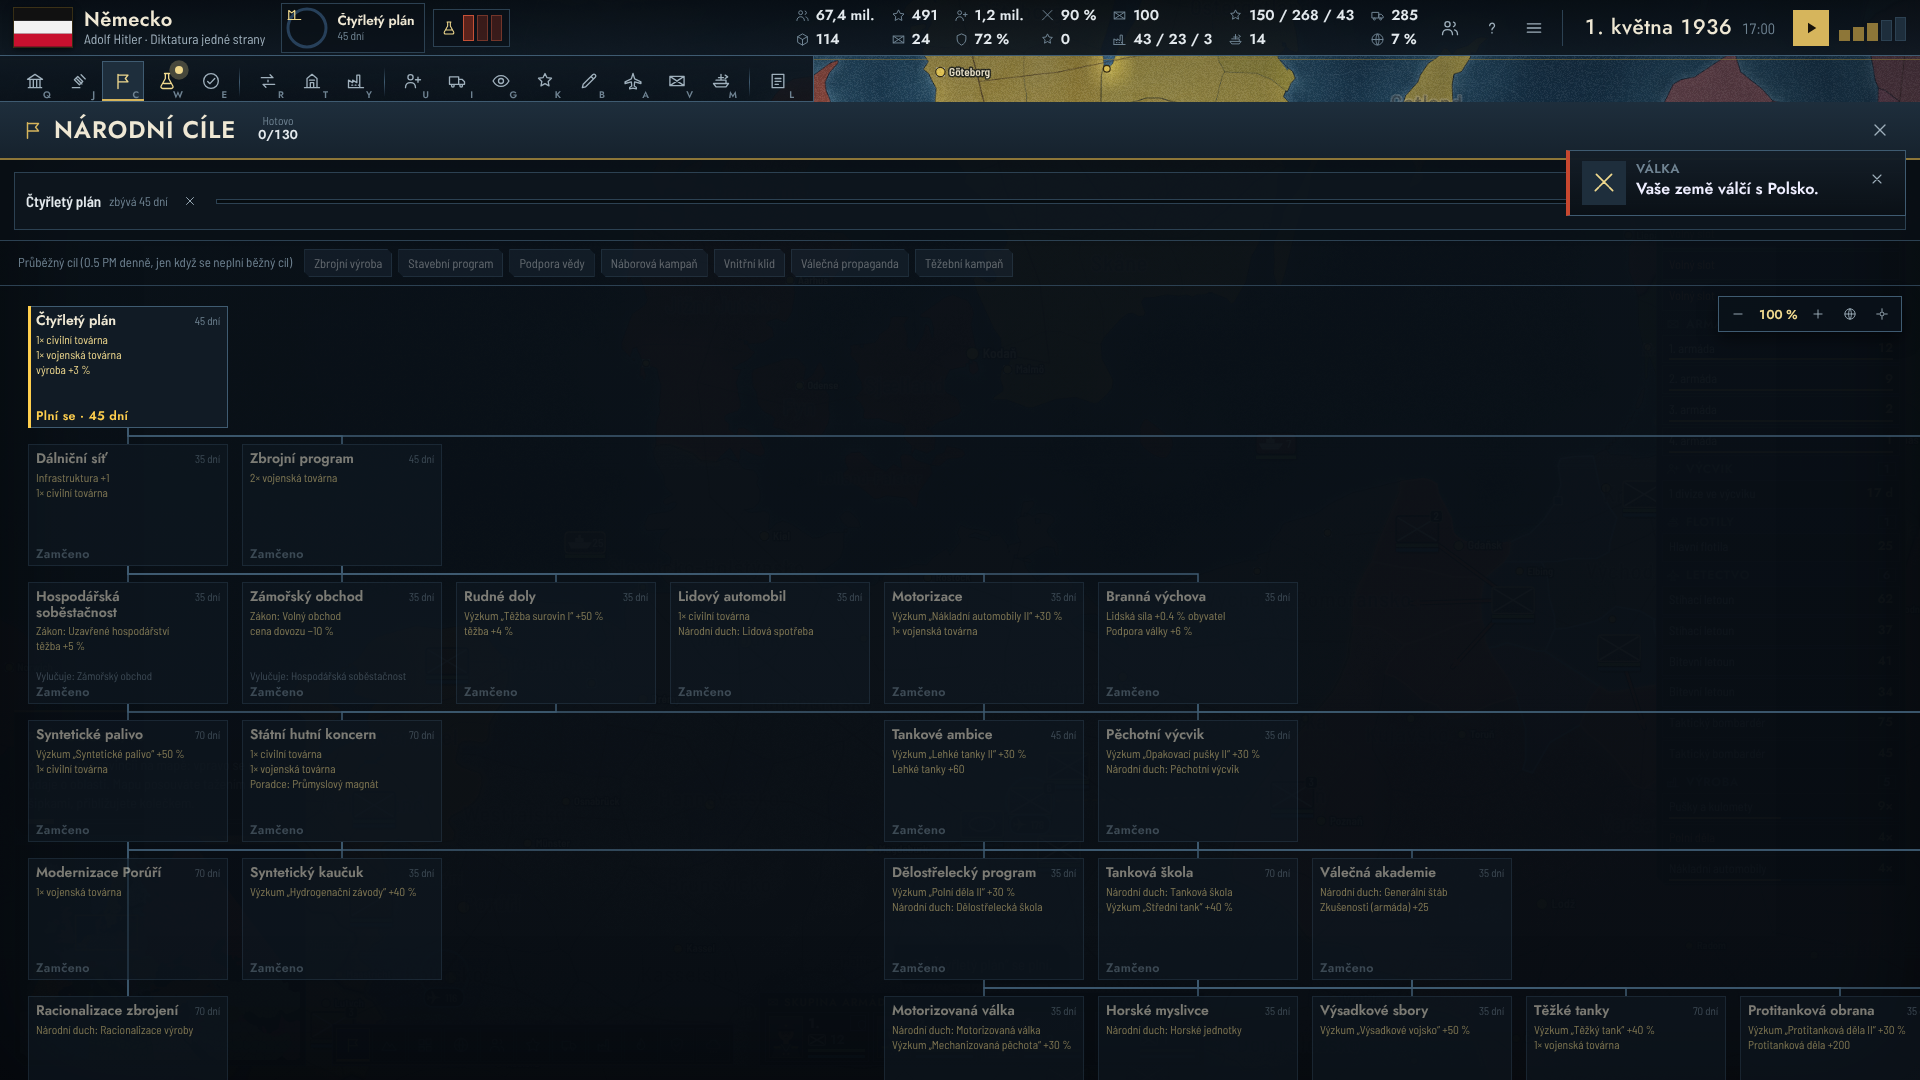 Německo
Adolf Hitler · Diktatura jedné strany
Čtyřletý plán
45 dní
67,4 mil. 491 1,2 mil. 90 % 100 150 / 268 / 43 285
114 24 72 % 0 43 / 23 / 3 14 7 %
?
1. května 1936 17:00
Q J C W E R T Y U I G K B A V M L
Göteborg
NÁRODNÍ CÍLE
Hotovo
0/130
VÁLKA
Vaše země válčí s Polsko.
Čtyřletý plán zbývá 45 dní
Průběžný cíl (0.5 PM denně, jen když se neplní běžný cíl)
Zbrojní výroba
Stavební program
Podpora vědy
Náborová kampaň
Vnitřní klid
Válečná propaganda
Těžební kampaň
100 %
Čtyřletý plán 45 dní
1× civilní továrna
1× vojenská továrna
výroba +3 %
Plní se · 45 dní
Dálniční síť 35 dní
Infrastruktura +1
1× civilní továrna
Zamčeno
Zbrojní program 45 dní
2× vojenská továrna
Zamčeno
Hospodářská soběstačnost 35 dní
Zákon: Uzavřené hospodářství
těžba +5 %
Vylučuje: Zámořský obchod
Zamčeno
Zámořský obchod 35 dní
Zákon: Volný obchod
cena dovozu −10 %
Vylučuje: Hospodářská soběstačnost
Zamčeno
Rudné doly 35 dní
Výzkum „Těžba surovin I“ +50 %
těžba +4 %
Zamčeno
Lidový automobil 35 dní
1× civilní továrna
Národní duch: Lidová spotřeba
Zamčeno
Motorizace 35 dní
Výzkum „Nákladní automobily II“ +30 %
1× vojenská továrna
Zamčeno
Branná výchova 35 dní
Lidská síla +0.4 % obyvatel
Podpora války +6 %
Zamčeno
Syntetické palivo 70 dní
Výzkum „Syntetické palivo“ +50 %
1× civilní továrna
Zamčeno
Státní hutní koncern 70 dní
1× civilní továrna
1× vojenská továrna
Poradce: Průmyslový magnát
Zamčeno
Tankové ambice 45 dní
Výzkum „Lehké tanky II“ +30 %
Lehké tanky +60
Zamčeno
Pěchotní výcvik 35 dní
Výzkum „Opakovací pušky II“ +30 %
Národní duch: Pěchotní výcvik
Zamčeno
Modernizace Porúří 70 dní
1× vojenská továrna
Zamčeno
Syntetický kaučuk 35 dní
Výzkum „Hydrogenační závody“ +40 %
Zamčeno
Dělostřelecký program 35 dní
Výzkum „Polní děla II“ +30 %
Národní duch: Dělostřelecká škola
Zamčeno
Tanková škola 70 dní
Národní duch: Tanková škola
Výzkum „Střední tank“ +40 %
Zamčeno
Válečná akademie 35 dní
Národní duch: Generální štáb
Zkušenosti (armáda) +25
Zamčeno
Racionalizace zbrojení 70 dní
Národní duch: Racionalizace výroby
Motorizovaná válka 35 dní
Národní duch: Motorizovaná válka
Výzkum „Mechanizovaná pěchota“ +30 %
Horské myslivce 35 dní
Národní duch: Horské jednotky
Výsadkové sbory 35 dní
Výzkum „Výsadkové vojsko“ +50 %
Těžké tanky 70 dní
Výzkum „Těžký tank“ +40 %
1× vojenská továrna
Protitanková obrana 35
Výzkum „Protitanková děla II“ +30 %
Protitanková děla +200